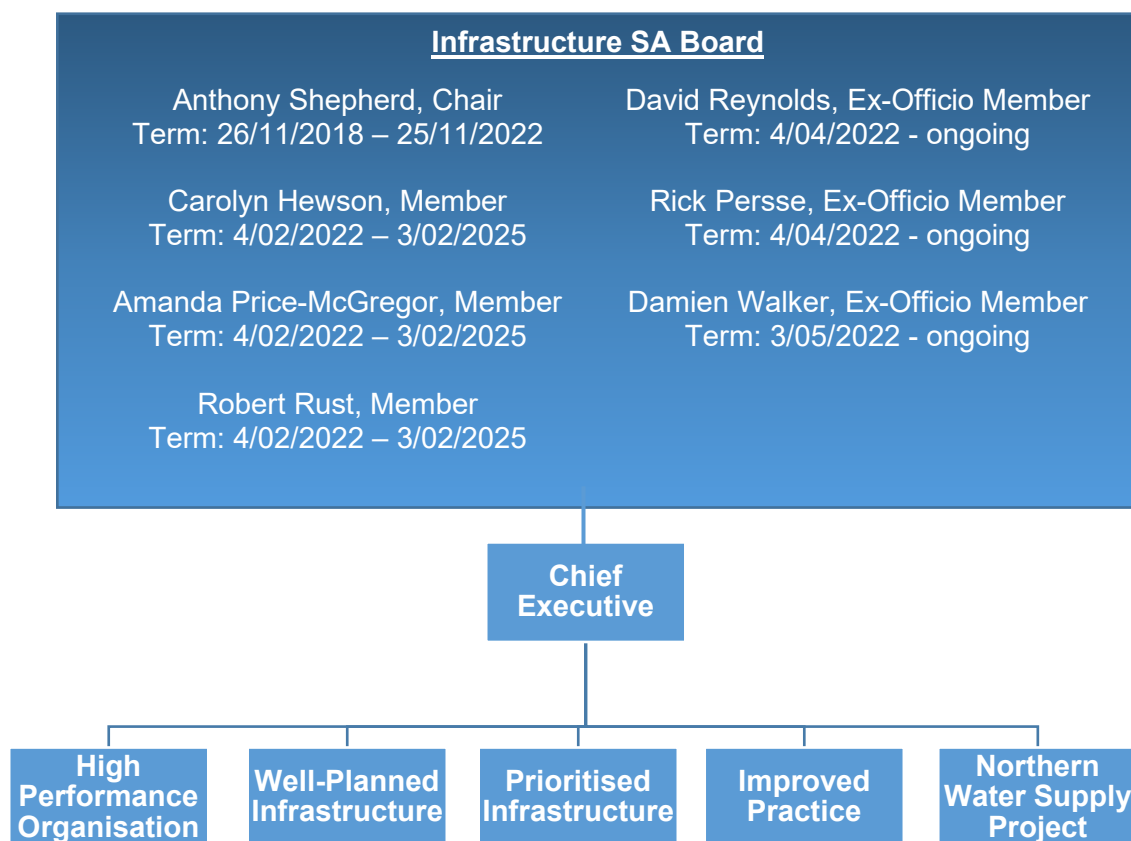 Infrastructure SA Board
Anthony Shepherd, Chair
Term: 26/11/2018 – 25/11/2022
Carolyn Hewson, Member
Term: 4/02/2022 – 3/02/2025
Amanda Price-McGregor, Member
Term: 4/02/2022 – 3/02/2025
Robert Rust, Member
Term: 4/02/2022 – 3/02/2025
David Reynolds, Ex-Officio Member
Term: 4/04/2022 - ongoing
Rick Persse, Ex-Officio Member
Term: 4/04/2022 - ongoing
Damien Walker, Ex-Officio Member
Term: 3/05/2022 - ongoing
Chief
Executive
High
Performance
Organisation
Well-Planned
Infrastructure
Prioritised
Infrastructure
Improved
Practice
Northern
Water Supply
Project